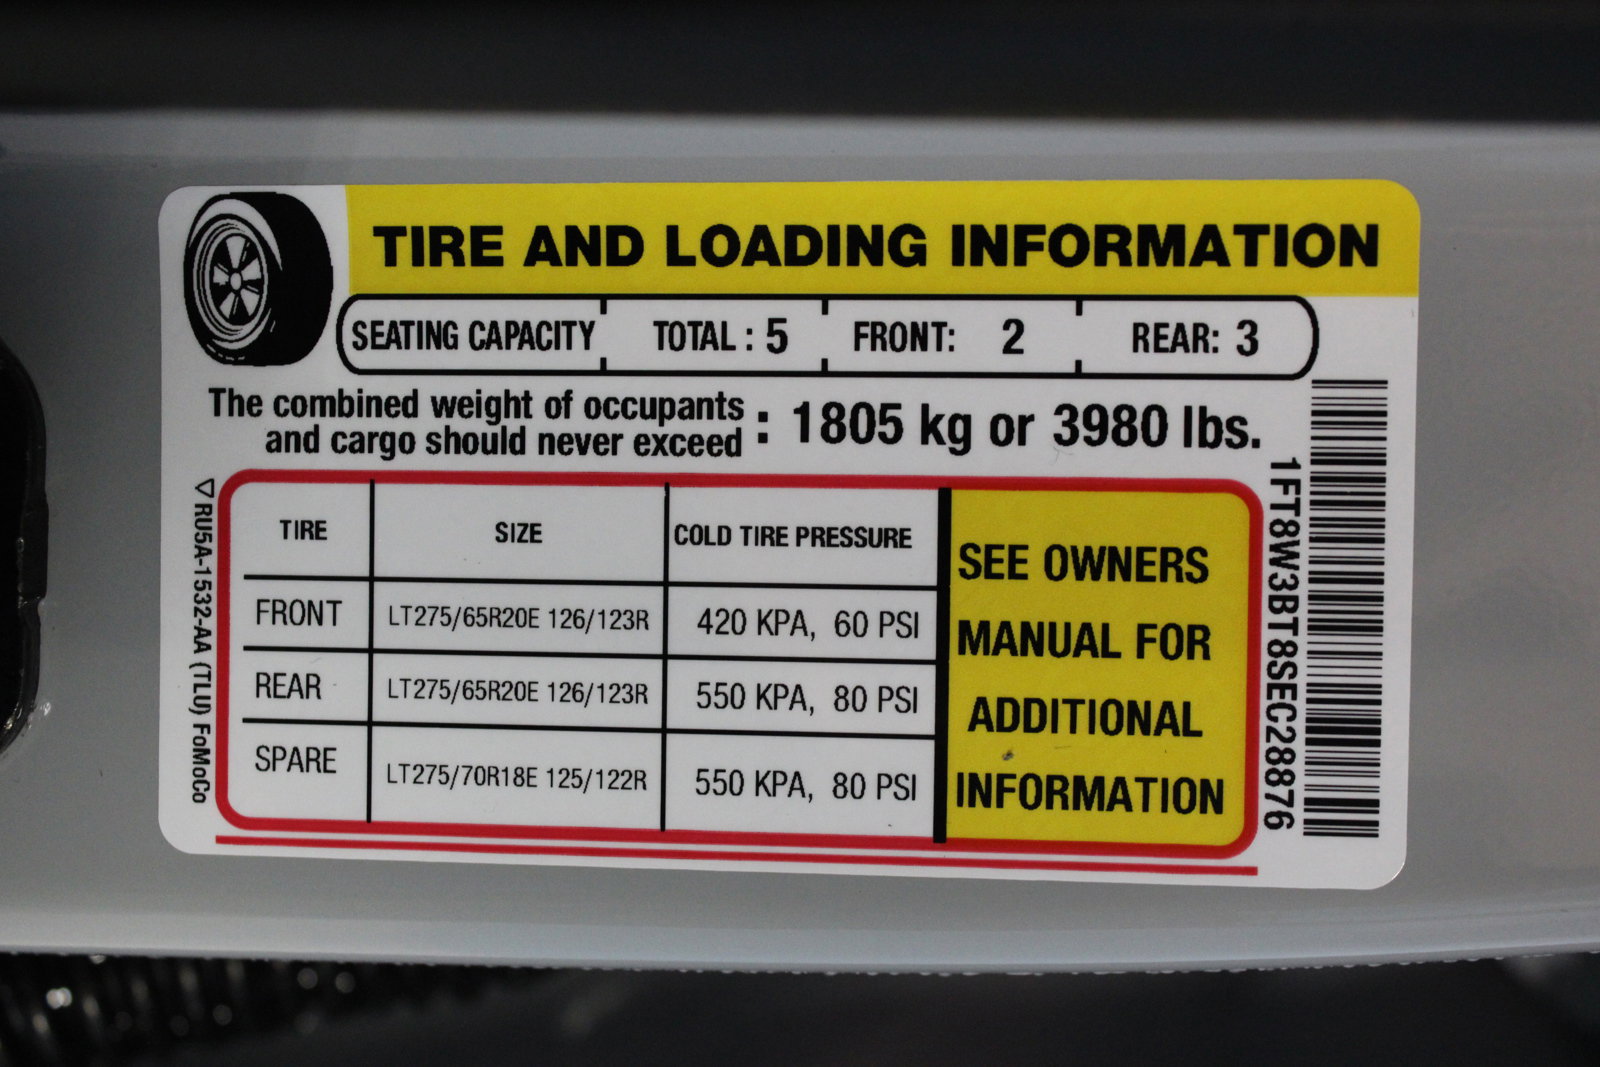 TIRE AND LOADING INFORMATION
SEATING CAPACITY TOTAL : 5 FRONT: 2 REAR: 3
The combined weight of occupants
and cargo should never exceed : 1805 kg or 3980 lbs.
TIRE SIZE COLD TIRE PRESSURE
FRONT LT275/65R20E 126/123R 420 KPA, 60 PSI
REAR LT275/65R20E 126/123R 550 KPA, 80 PSI
SPARE LT275/70R18E 125/122R 550 KPA, 80 PSI
SEE OWNERS
MANUAL FOR
ADDITIONAL
INFORMATION
RU5A-1532-AA (TLU) FoMoCo
1FT8W3BT8SEC28876